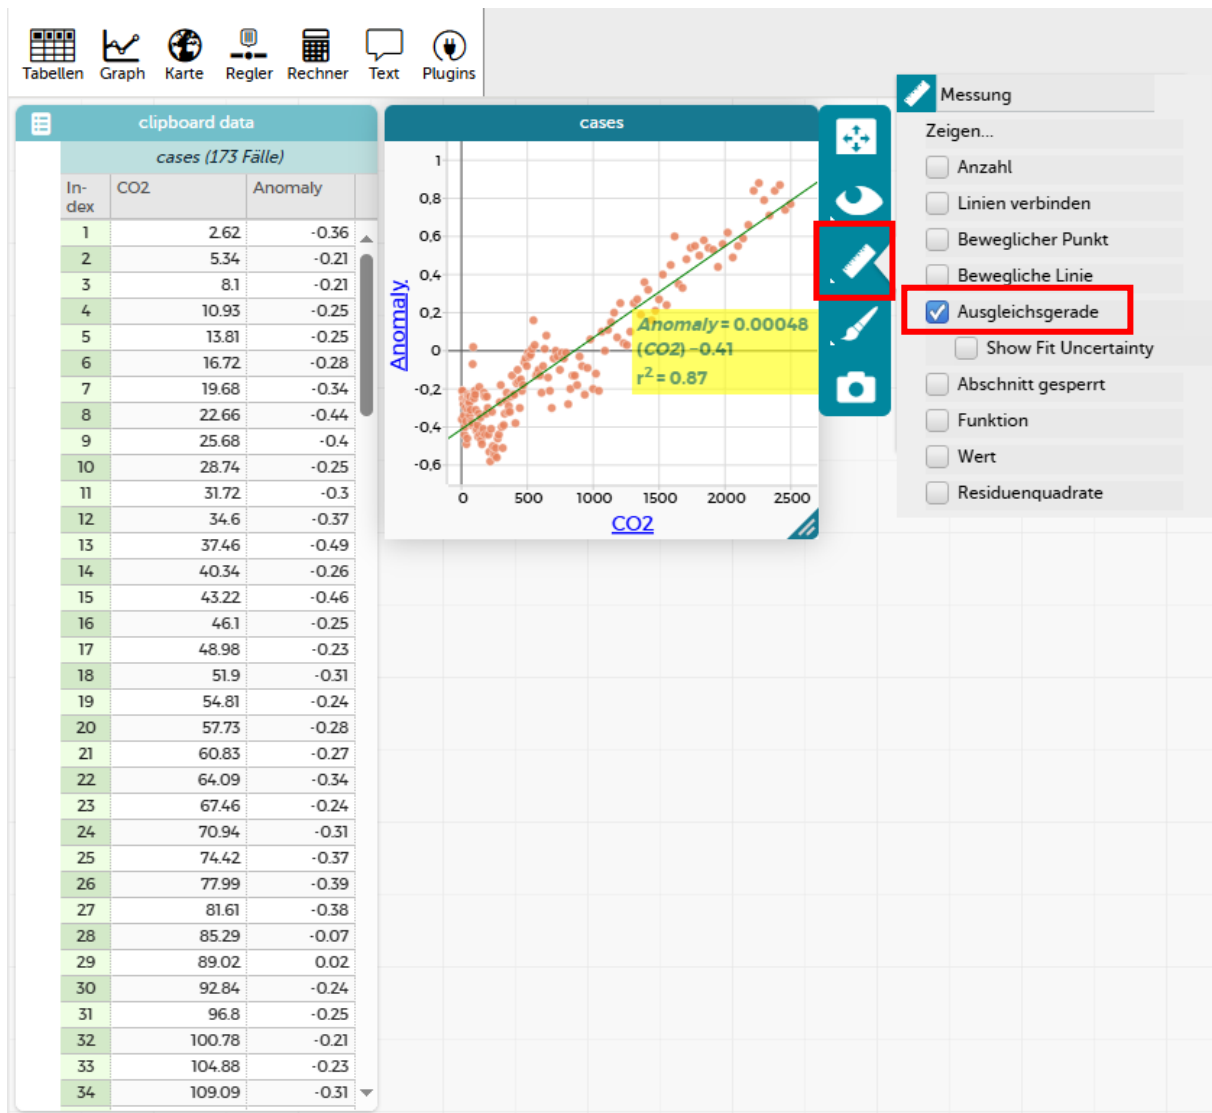 Tabellen Graph Karte Regler Rechner Text Plugins
clipboard data
cases (173 Fälle)
In-
dex CO2 Anomaly
1 2.62 -0.36
2 5.34 -0.21
3 8.1 -0.21
4 10.93 -0.25
5 13.81 -0.25
6 16.72 -0.28
7 19.68 -0.34
8 22.66 -0.44
9 25.68 -0.4
10 28.74 -0.25
11 31.72 -0.3
12 34.6 -0.37
13 37.46 -0.49
14 40.34 -0.26
15 43.22 -0.46
16 46.1 -0.25
17 48.98 -0.23
18 51.9 -0.31
19 54.81 -0.24
20 57.73 -0.28
21 60.83 -0.27
22 64.09 -0.34
23 67.46 -0.24
24 70.94 -0.31
25 74.42 -0.37
26 77.99 -0.39
27 81.61 -0.38
28 85.29 -0.07
29 89.02 0.02
30 92.84 -0.24
31 96.8 -0.25
32 100.78 -0.21
33 104.88 -0.23
34 109.09 -0.31
cases
1
0.8
0.6
0.4
0.2
0
-0.2
-0.4
-0.6
Anomaly
Anomaly = 0.00048
(CO2) -0.41
r² = 0.87
0 500 1000 1500 2000 2500
CO2
Messung
Zeigen...
Anzahl
Linien verbinden
Beweglicher Punkt
Bewegliche Linie
Ausgleichsgerade
Show Fit Uncertainty
Abschnitt gesperrt
Funktion
Wert
Residuenquadrate